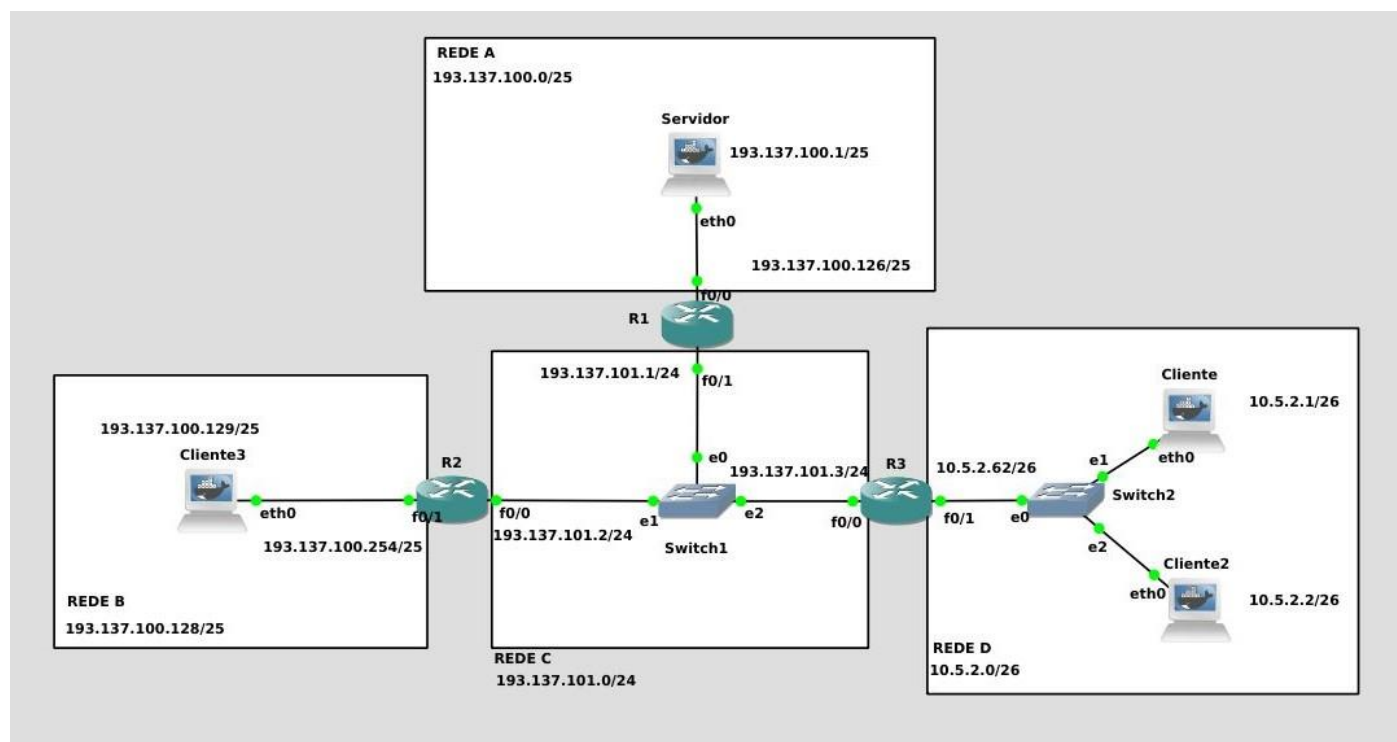 REDE A
193.137.100.0/25
Servidor
193.137.100.1/25
eth0
193.137.100.126/25
f0/0
R1
193.137.101.1/24
f0/1
Cliente
10.5.2.1/26
193.137.100.129/25
Cliente3
R2
e0
193.137.101.3/24
R3
10.5.2.62/26
e1
eth0
Switch2
eth0
f0/1
f0/0
e1
e2
f0/0
f0/1
e0
193.137.100.254/25
193.137.101.2/24
Switch1
e2
Cliente2
eth0
10.5.2.2/26
REDE B
193.137.100.128/25
REDE C
193.137.101.0/24
REDE D
10.5.2.0/26